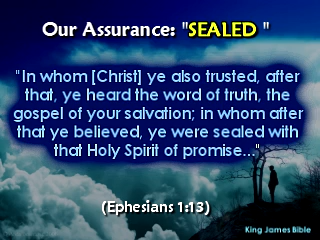 Our Assurance: "SEALED "
"In whom [Christ] ye also trusted, after
that, ye heard the word of truth, the
gospel of your salvation; in whom after
that ye believed, ye were sealed with
that Holy Spirit of promise..."
(Ephesians 1:13)
King James Bible